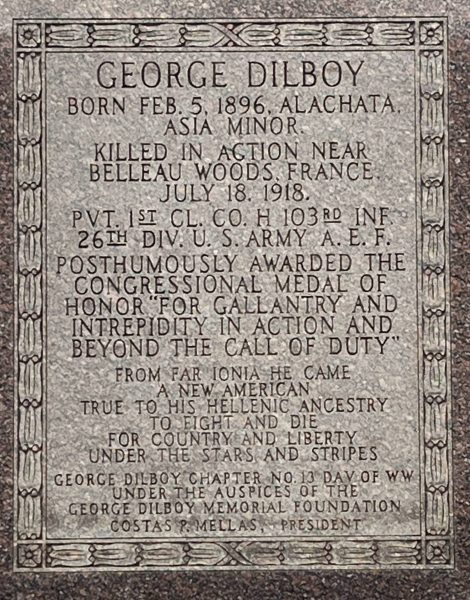 GEORGE DILBOY
BORN FEB. 5, 1896, ALACHATA,
ASIA MINOR.
KILLED IN ACTION NEAR
BELLEAU WOODS, FRANCE,
JULY 18, 1918.
PVT. 1ST CL. CO. H 103RD INF.
26TH DIV. U. S. ARMY A. E. F.
POSTHUMOUSLY AWARDED THE
CONGRESSIONAL MEDAL OF
HONOR "FOR GALLANTRY AND
INTREPIDITY IN ACTION AND
BEYOND THE CALL OF DUTY"
FROM FAR IONIA HE CAME
A NEW AMERICAN
TRUE TO HIS HELLENIC ANCESTRY
TO FIGHT AND DIE
FOR COUNTRY AND LIBERTY
UNDER THE STARS AND STRIPES
GEORGE DILBOY CHAPTER NO. 13 DAV. OF WW
UNDER THE AUSPICES OF THE
GEORGE DILBOY MEMORIAL FOUNDATION
COSTAS P. MELLAS, PRESIDENT